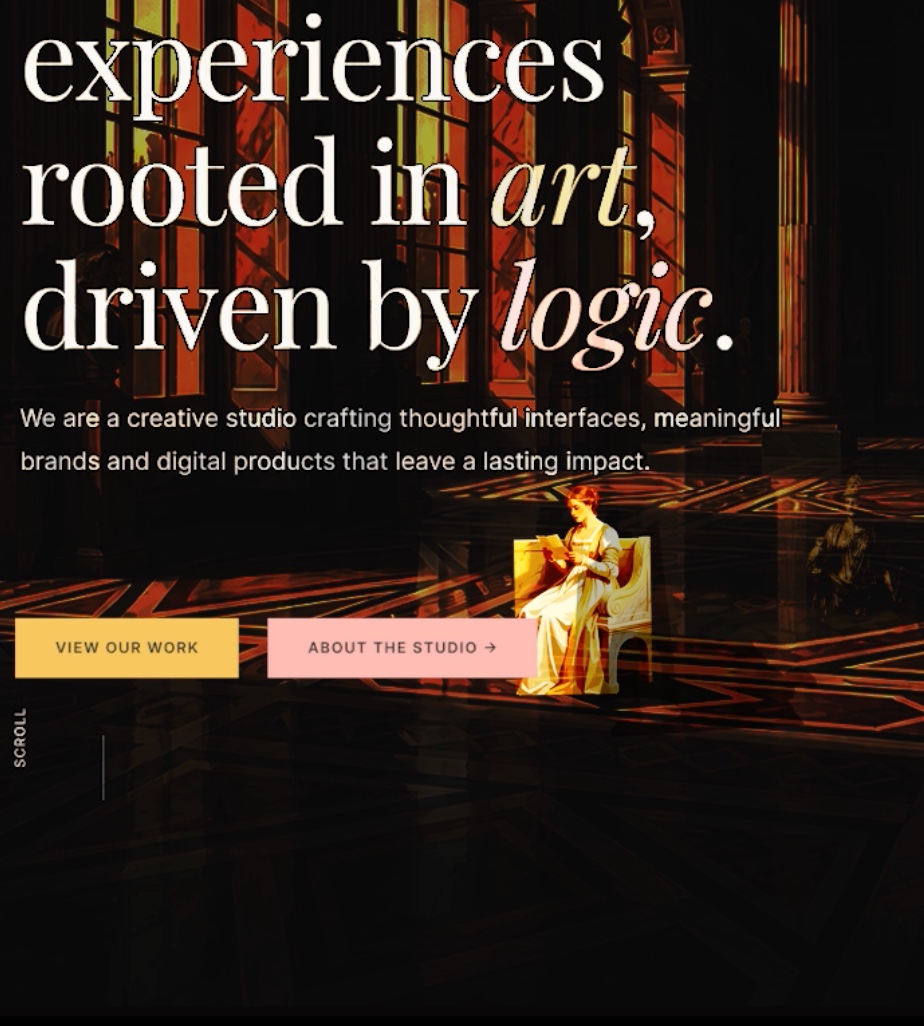 experiences
rooted in art,
driven by logic.
We are a creative studio crafting thoughtful interfaces, meaningful
brands and digital products that leave a lasting impact.
VIEW OUR WORK
ABOUT THE STUDIO →
SCROLL